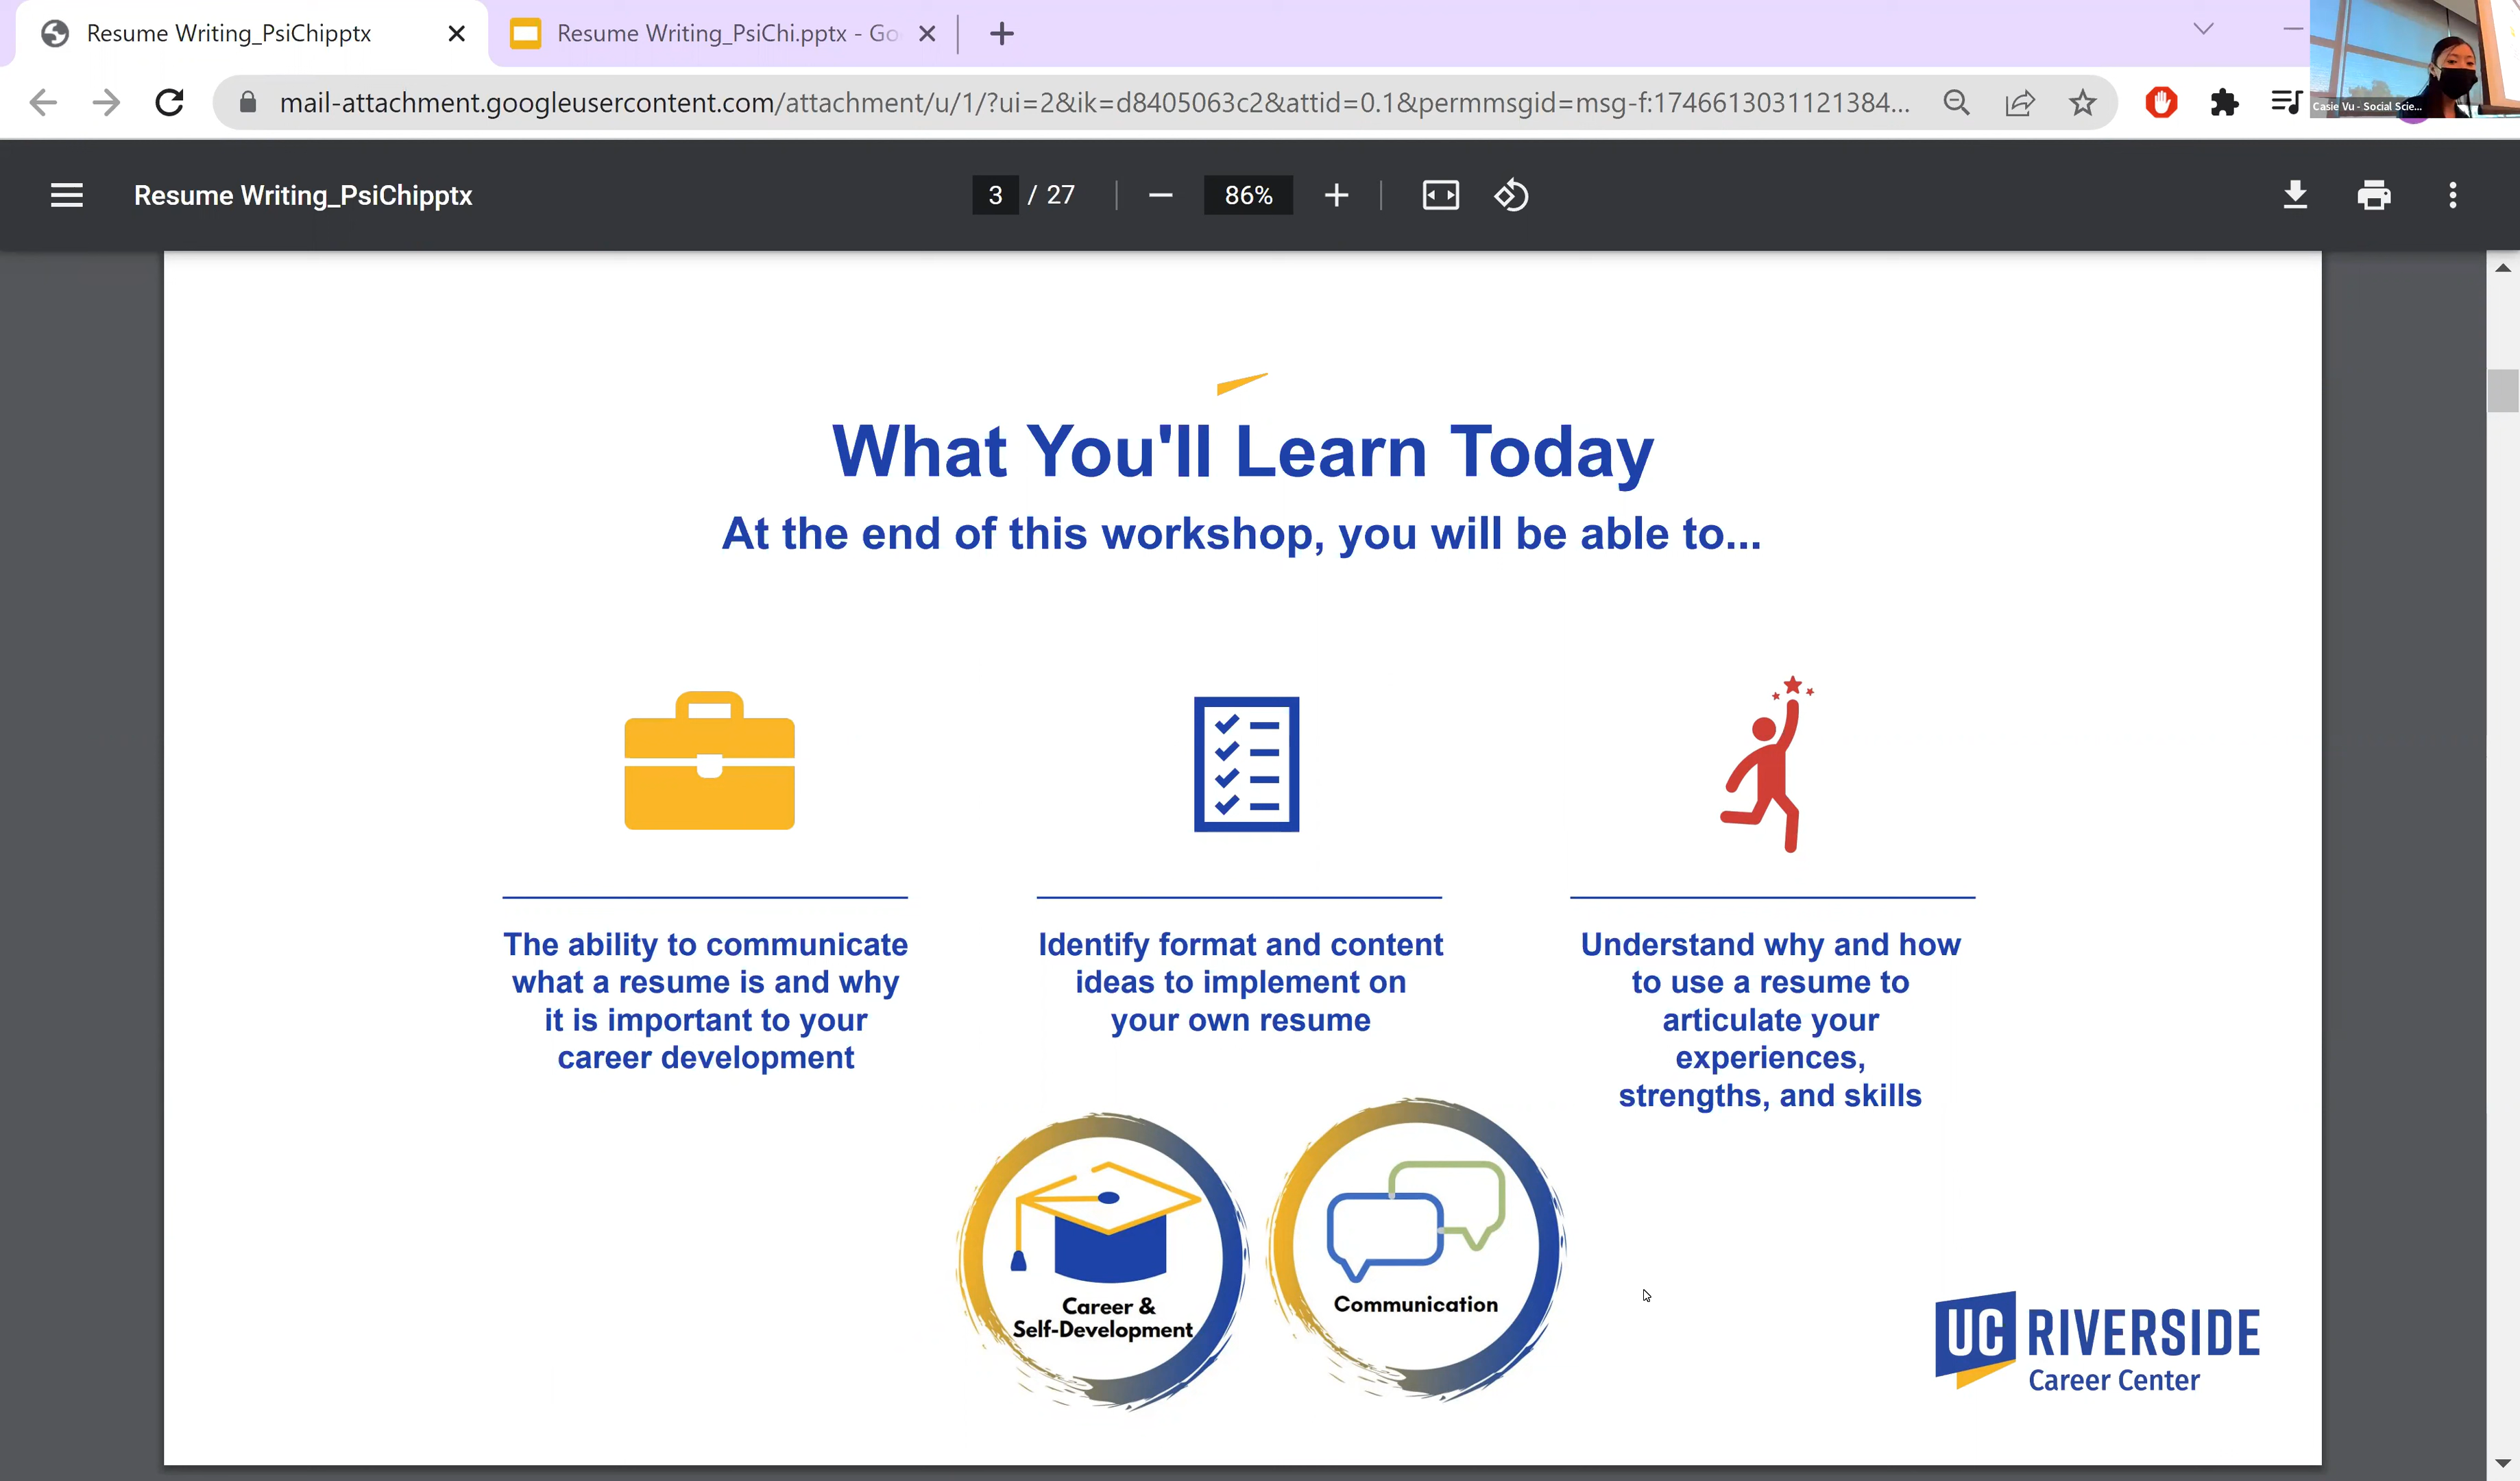 Resume Writing_PsiChipptx
Resume Writing_PsiChi.pptx - Go
mail-attachment.googleusercontent.com/attachment/u/1/?ui=2&ik=d8405063c2&attid=0.1&permmsgid=msg-f:1746613031121384...
Casie Vu - Social Scie...
Resume Writing_PsiChipptx
3 / 27
86%
What You'll Learn Today
At the end of this workshop, you will be able to...
The ability to communicate
what a resume is and why
it is important to your
career development
Identify format and content
ideas to implement on
your own resume
Understand why and how
to use a resume to
articulate your
experiences,
strengths, and skills
Career &
Self-Development
Communication
UC RIVERSIDE
Career Center